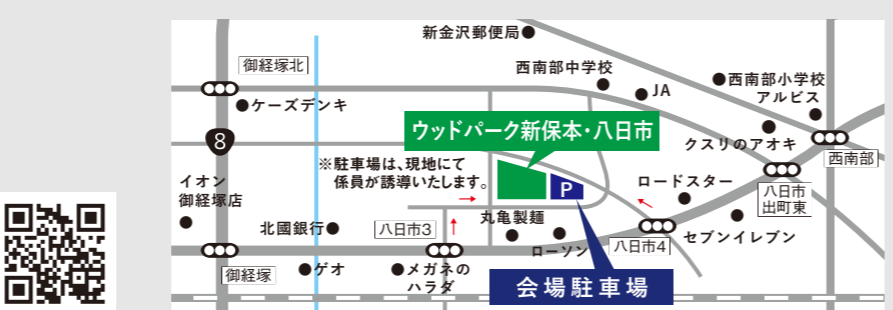 新金沢郵便局
御経塚北
西南部中学校
JA
西南部小学校
アルビス
ケーズデンキ
ウッドパーク新保本・八日市
クスリのアオキ
西南部
8
※駐車場は、現地にて
係員が誘導いたします。
P
ロードスター
八日市
出町東
イオン
御経塚店
北國銀行
八日市3
丸亀製麺
ローソン
八日市4
セブンイレブン
御経塚
ゲオ
メガネの
ハラダ
会場駐車場